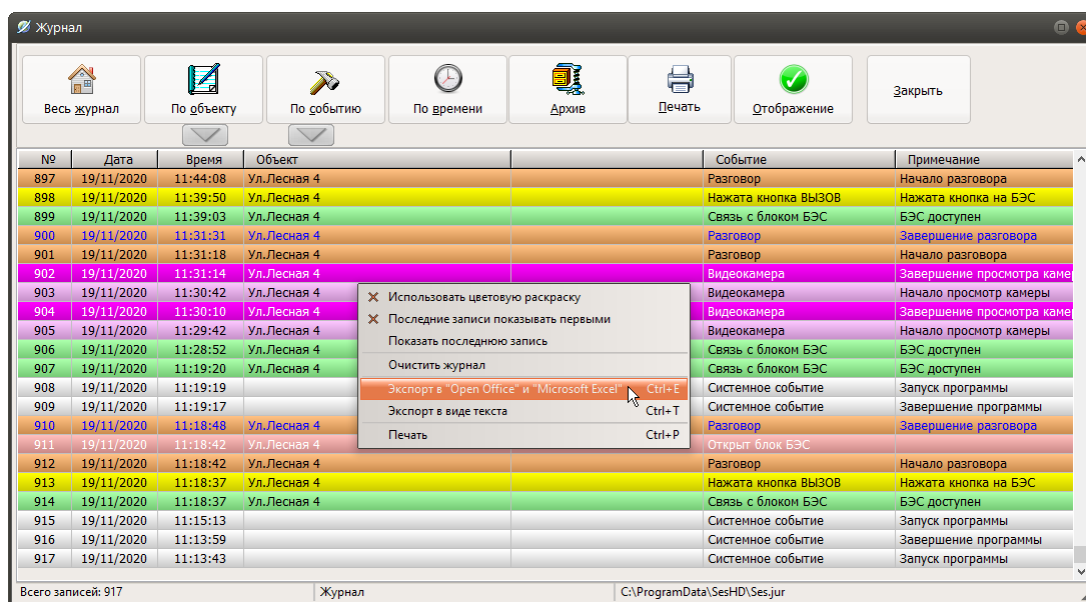 Журнал
Весь журнал По объекту По событию По времени Архив Печать Отображение Закрыть
№ Дата Время Объект Событие Примечание
897 19/11/2020 11:44:08 Ул.Лесная 4 Разговор Начало разговора
898 19/11/2020 11:39:50 Ул.Лесная 4 Нажата кнопка ВЫЗОВ Нажата кнопка на БЭС
899 19/11/2020 11:39:03 Ул.Лесная 4 Связь с блоком БЭС БЭС доступен
900 19/11/2020 11:31:31 Ул.Лесная 4 Разговор Завершение разговора
901 19/11/2020 11:31:18 Ул.Лесная 4 Разговор Начало разговора
902 19/11/2020 11:31:14 Ул.Лесная 4 Видеокамера Завершение просмотра каме
903 19/11/2020 11:30:42 Ул.Лесная 4 Видеокамера Начало просмотр камеры
904 19/11/2020 11:30:10 Ул.Лесная 4 Видеокамера Завершение просмотра каме
905 19/11/2020 11:29:42 Ул.Лесная 4 Видеокамера Начало просмотр камеры
906 19/11/2020 11:28:52 Ул.Лесная 4 Связь с блоком БЭС БЭС доступен
907 19/11/2020 11:19:20 Ул.Лесная 4 Связь с блоком БЭС БЭС доступен
908 19/11/2020 11:19:19 Системное событие Запуск программы
909 19/11/2020 11:19:17 Системное событие Завершение программы
910 19/11/2020 11:18:48 Ул.Лесная 4 Разговор Завершение разговора
911 19/11/2020 11:18:42 Ул.Лесная 4 Открыт блок БЭС
912 19/11/2020 11:18:42 Ул.Лесная 4 Разговор Начало разговора
913 19/11/2020 11:18:37 Ул.Лесная 4 Нажата кнопка ВЫЗОВ Нажата кнопка на БЭС
914 19/11/2020 11:18:37 Ул.Лесная 4 Связь с блоком БЭС БЭС доступен
915 19/11/2020 11:15:13 Системное событие Запуск программы
916 19/11/2020 11:13:59 Системное событие Завершение программы
917 19/11/2020 11:13:43 Системное событие Запуск программы
Использовать цветовую раскраску
Последние записи показывать первыми
Показать последнюю запись
Очистить журнал
Экспорт в "Open Office" и "Microsoft Excel" Ctrl+E
Экспорт в виде текста Ctrl+T
Печать Ctrl+P
Всего записей: 917 Журнал C:\ProgramData\SesHD\Ses.jur